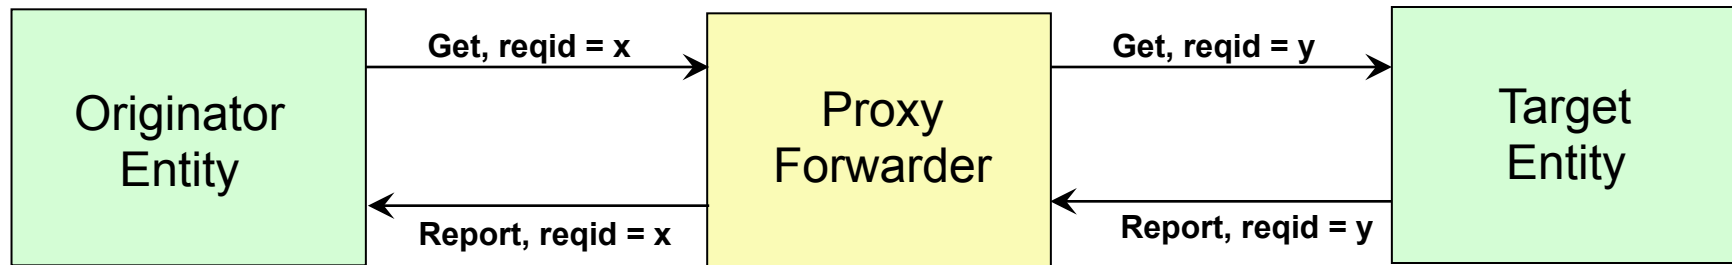 Get, reqid = x
Get, reqid = y
Originator
Entity
Proxy
Forwarder
Target
Entity
Report, reqid = x
Report, reqid = y